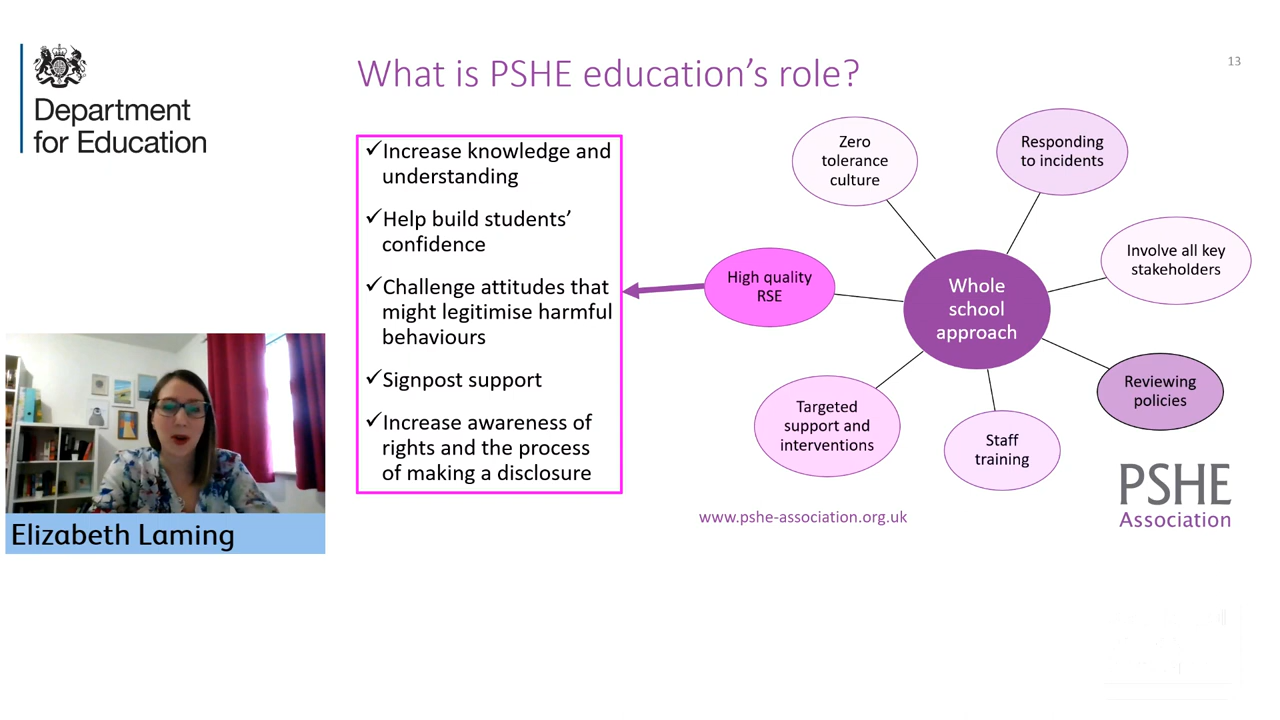 Department
for Education
What is PSHE education’s role?
13
✓Increase knowledge and
understanding
✓Help build students’
confidence
✓Challenge attitudes that
might legitimise harmful
behaviours
✓Signpost support
✓Increase awareness of
rights and the process
of making a disclosure
Zero
tolerance
culture
Responding
to incidents
Involve all key
stakeholders
High quality
RSE
Whole
school
approach
Reviewing
policies
Targeted
support and
interventions
Staff
training
www.pshe-association.org.uk
PSHE
Association
Elizabeth Laming